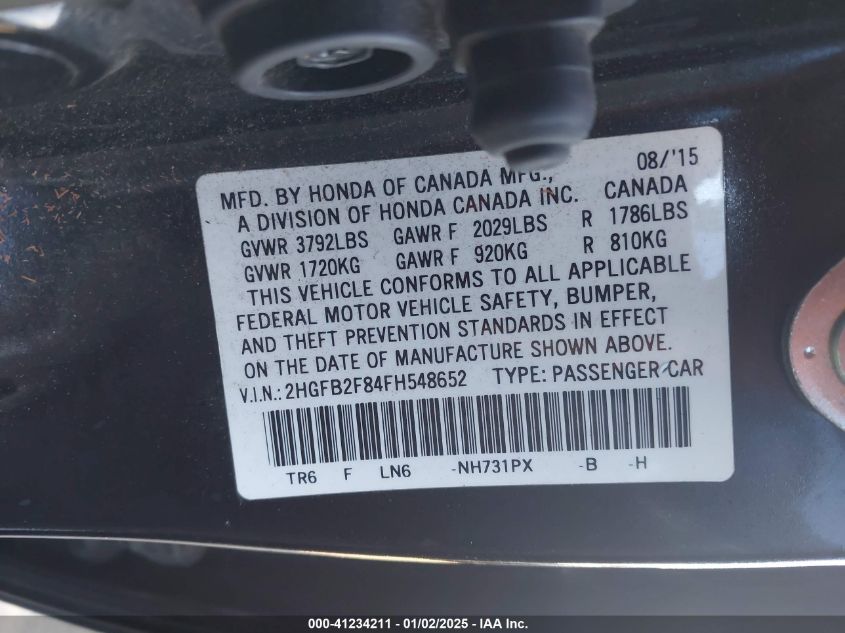 08/'15
MFD. BY HONDA OF CANADA MFG.,
A DIVISION OF HONDA CANADA INC. CANADA
GVWR 3792LBS GAWR F 2029LBS R 1786LBS
GVWR 1720KG GAWR F 920KG R 810KG
THIS VEHICLE CONFORMS TO ALL APPLICABLE
FEDERAL MOTOR VEHICLE SAFETY, BUMPER,
AND THEFT PREVENTION STANDARDS IN EFFECT
ON THE DATE OF MANUFACTURE SHOWN ABOVE.
V.I.N.: 2HGFB2F84FH548652 TYPE: PASSENGER CAR
TR6 F LN6 -NH731PX -B -H
000-41234211 - 01/02/2025 - IAAI INC.